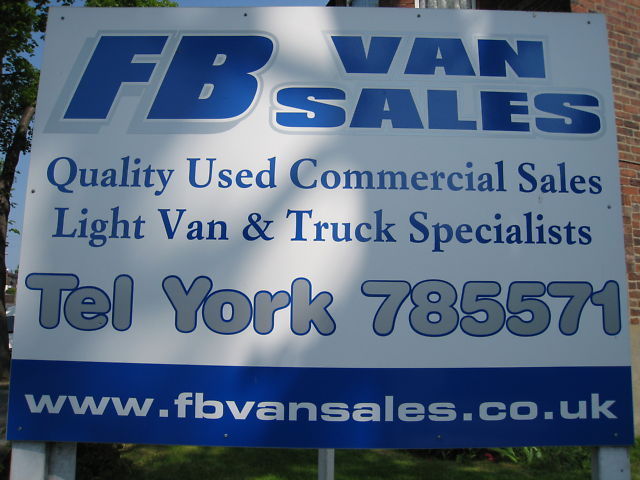 FB VAN
SALES
Quality Used Commercial Sales
Light Van & Truck Specialists
Tel York 785571
www.fbvansales.co.uk